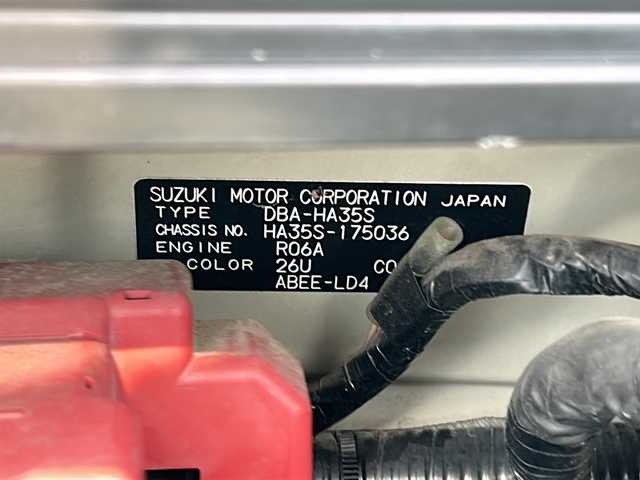 SUZUKI MOTOR CORPORATION JAPAN
TYPE DBA-HA35S
CHASSIS NO. HA35S-175036
ENGINE R06A
COLOR 26U CO
ABEE-LD4